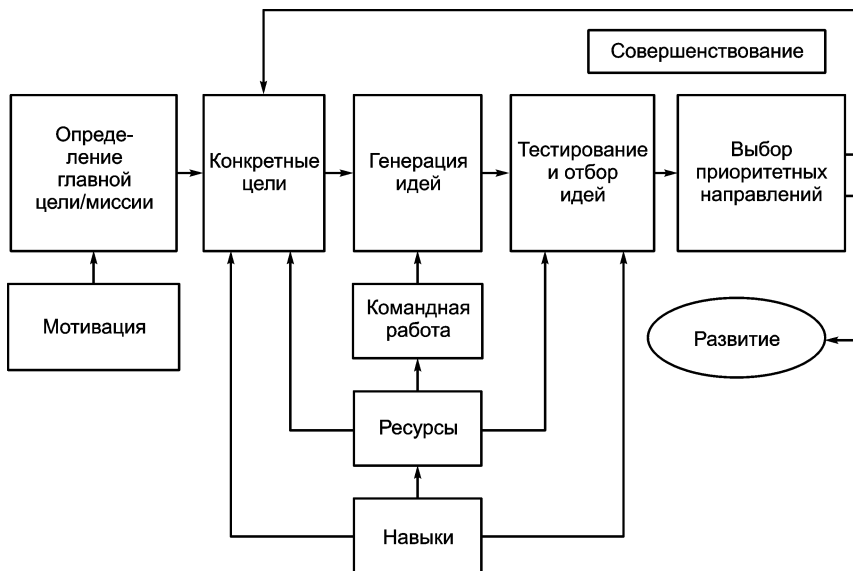 Совершенствование
Опреде-
ление
главной
цели/миссии
Конкретные
цели
Генерация
идей
Тестирование
и отбор
идей
Выбор
приоритетных
направлений
Мотивация
Командная
работа
Развитие
Ресурсы
Навыки